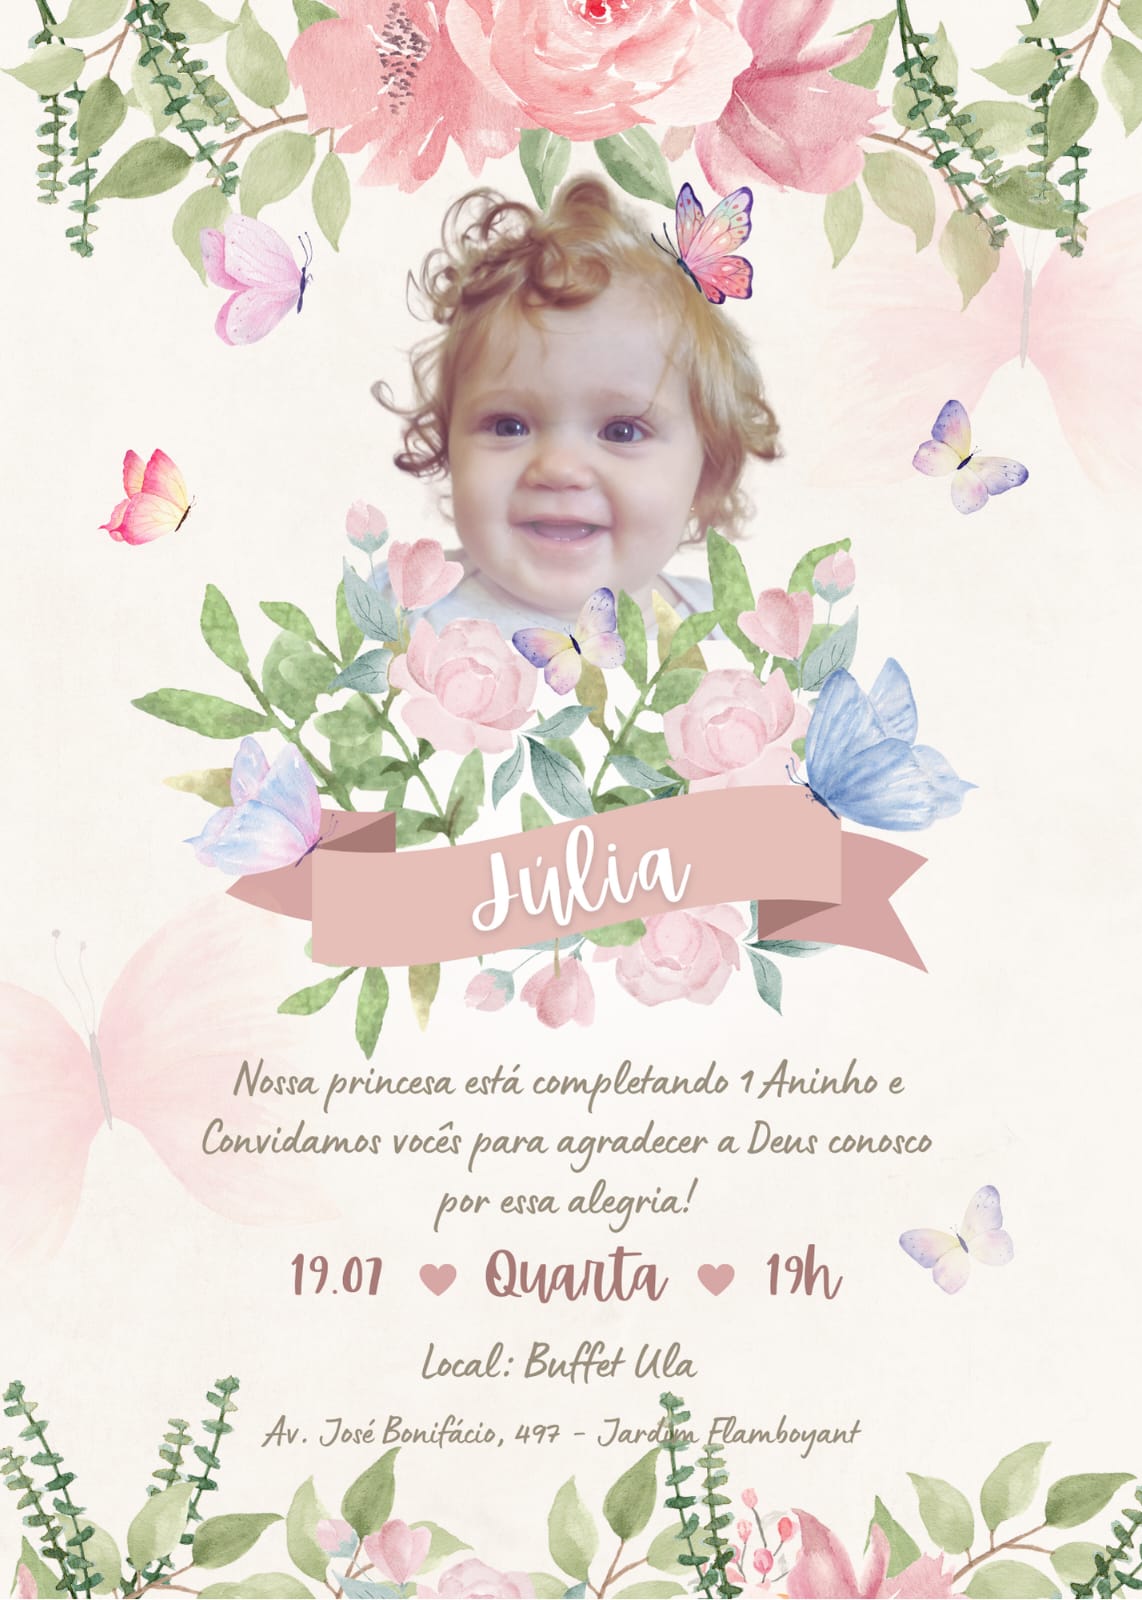 Júlia
Nossa princesa está completando 1 Aninho e
Convidamos vocês para agradecer a Deus conosco
por essa alegria!
19.07 Quarta 19h
Local: Buffet Ula
Av. José Bonifácio, 497 - Jardim Flamboyant